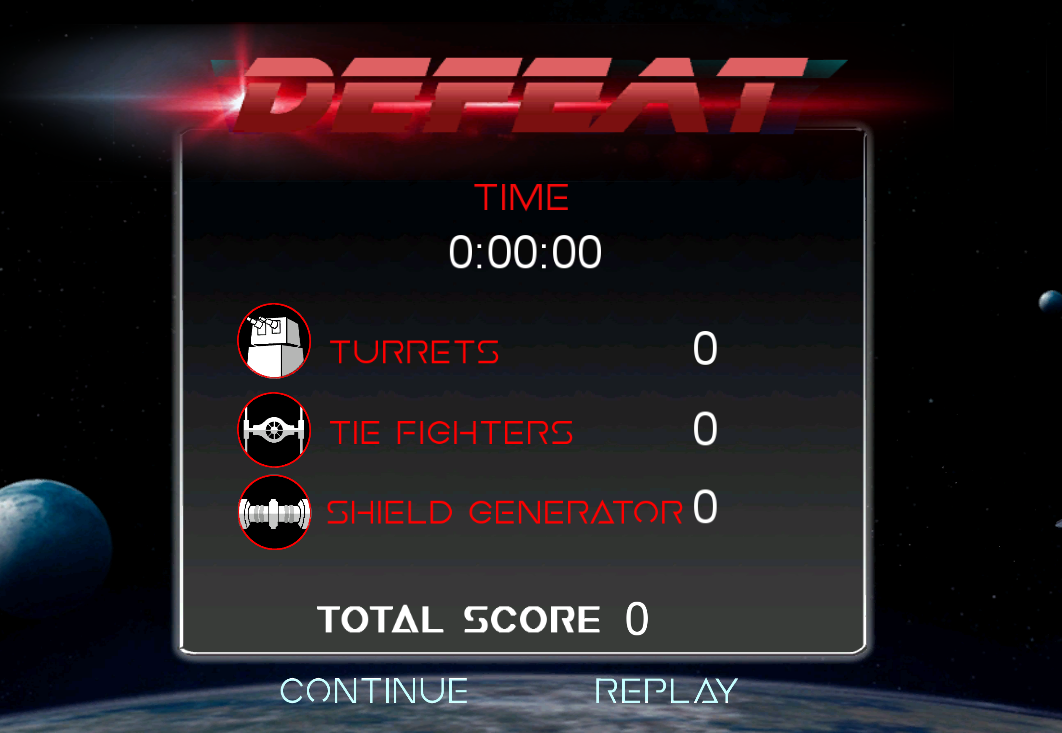 DEFEAT
TIME
0:00:00
TURRETS 0
TIE FIGHTERS 0
SHIELD GENERATOR 0
TOTAL SCORE 0
CONTINUE REPLAY